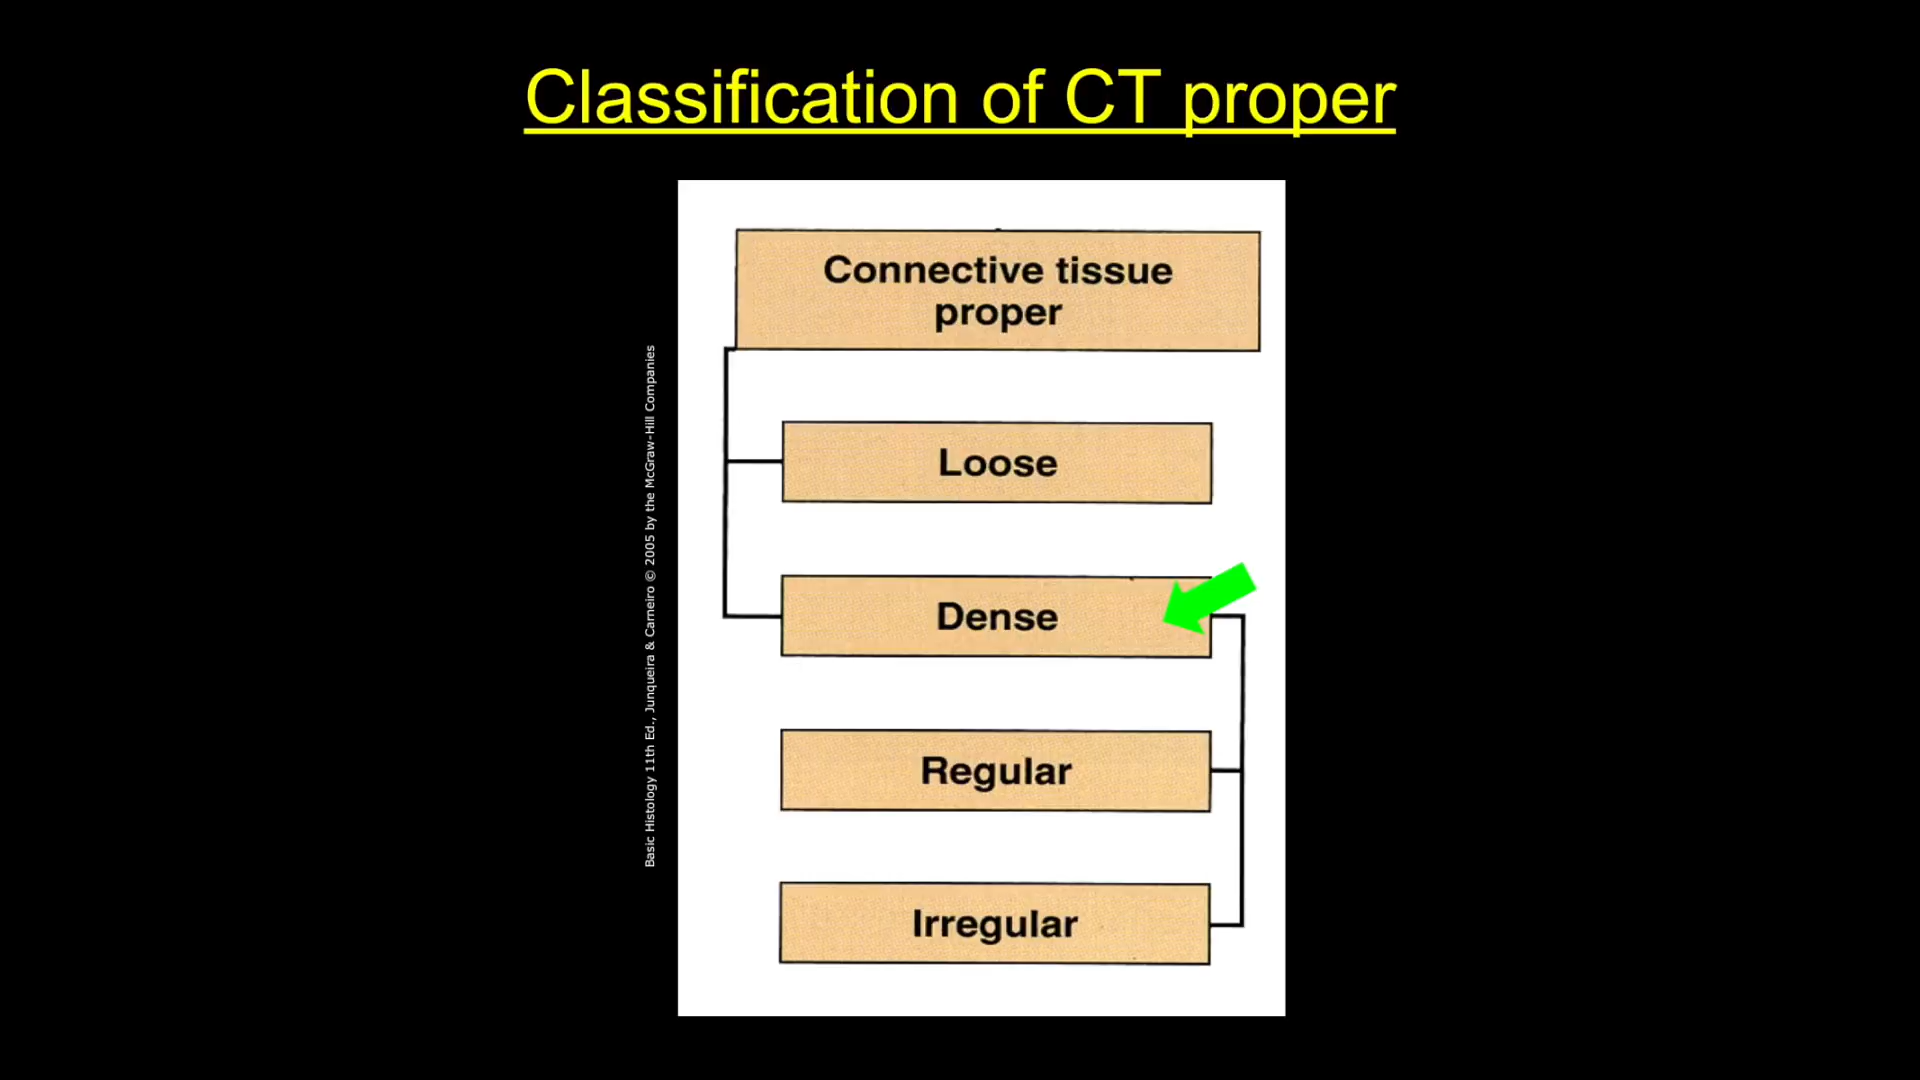 Classification of CT proper
Connective tissue
proper
Loose
Dense
Regular
Irregular
Basic Histology 11th Ed., Junqueira & Carneiro © 2005 by the McGraw-Hill Companies